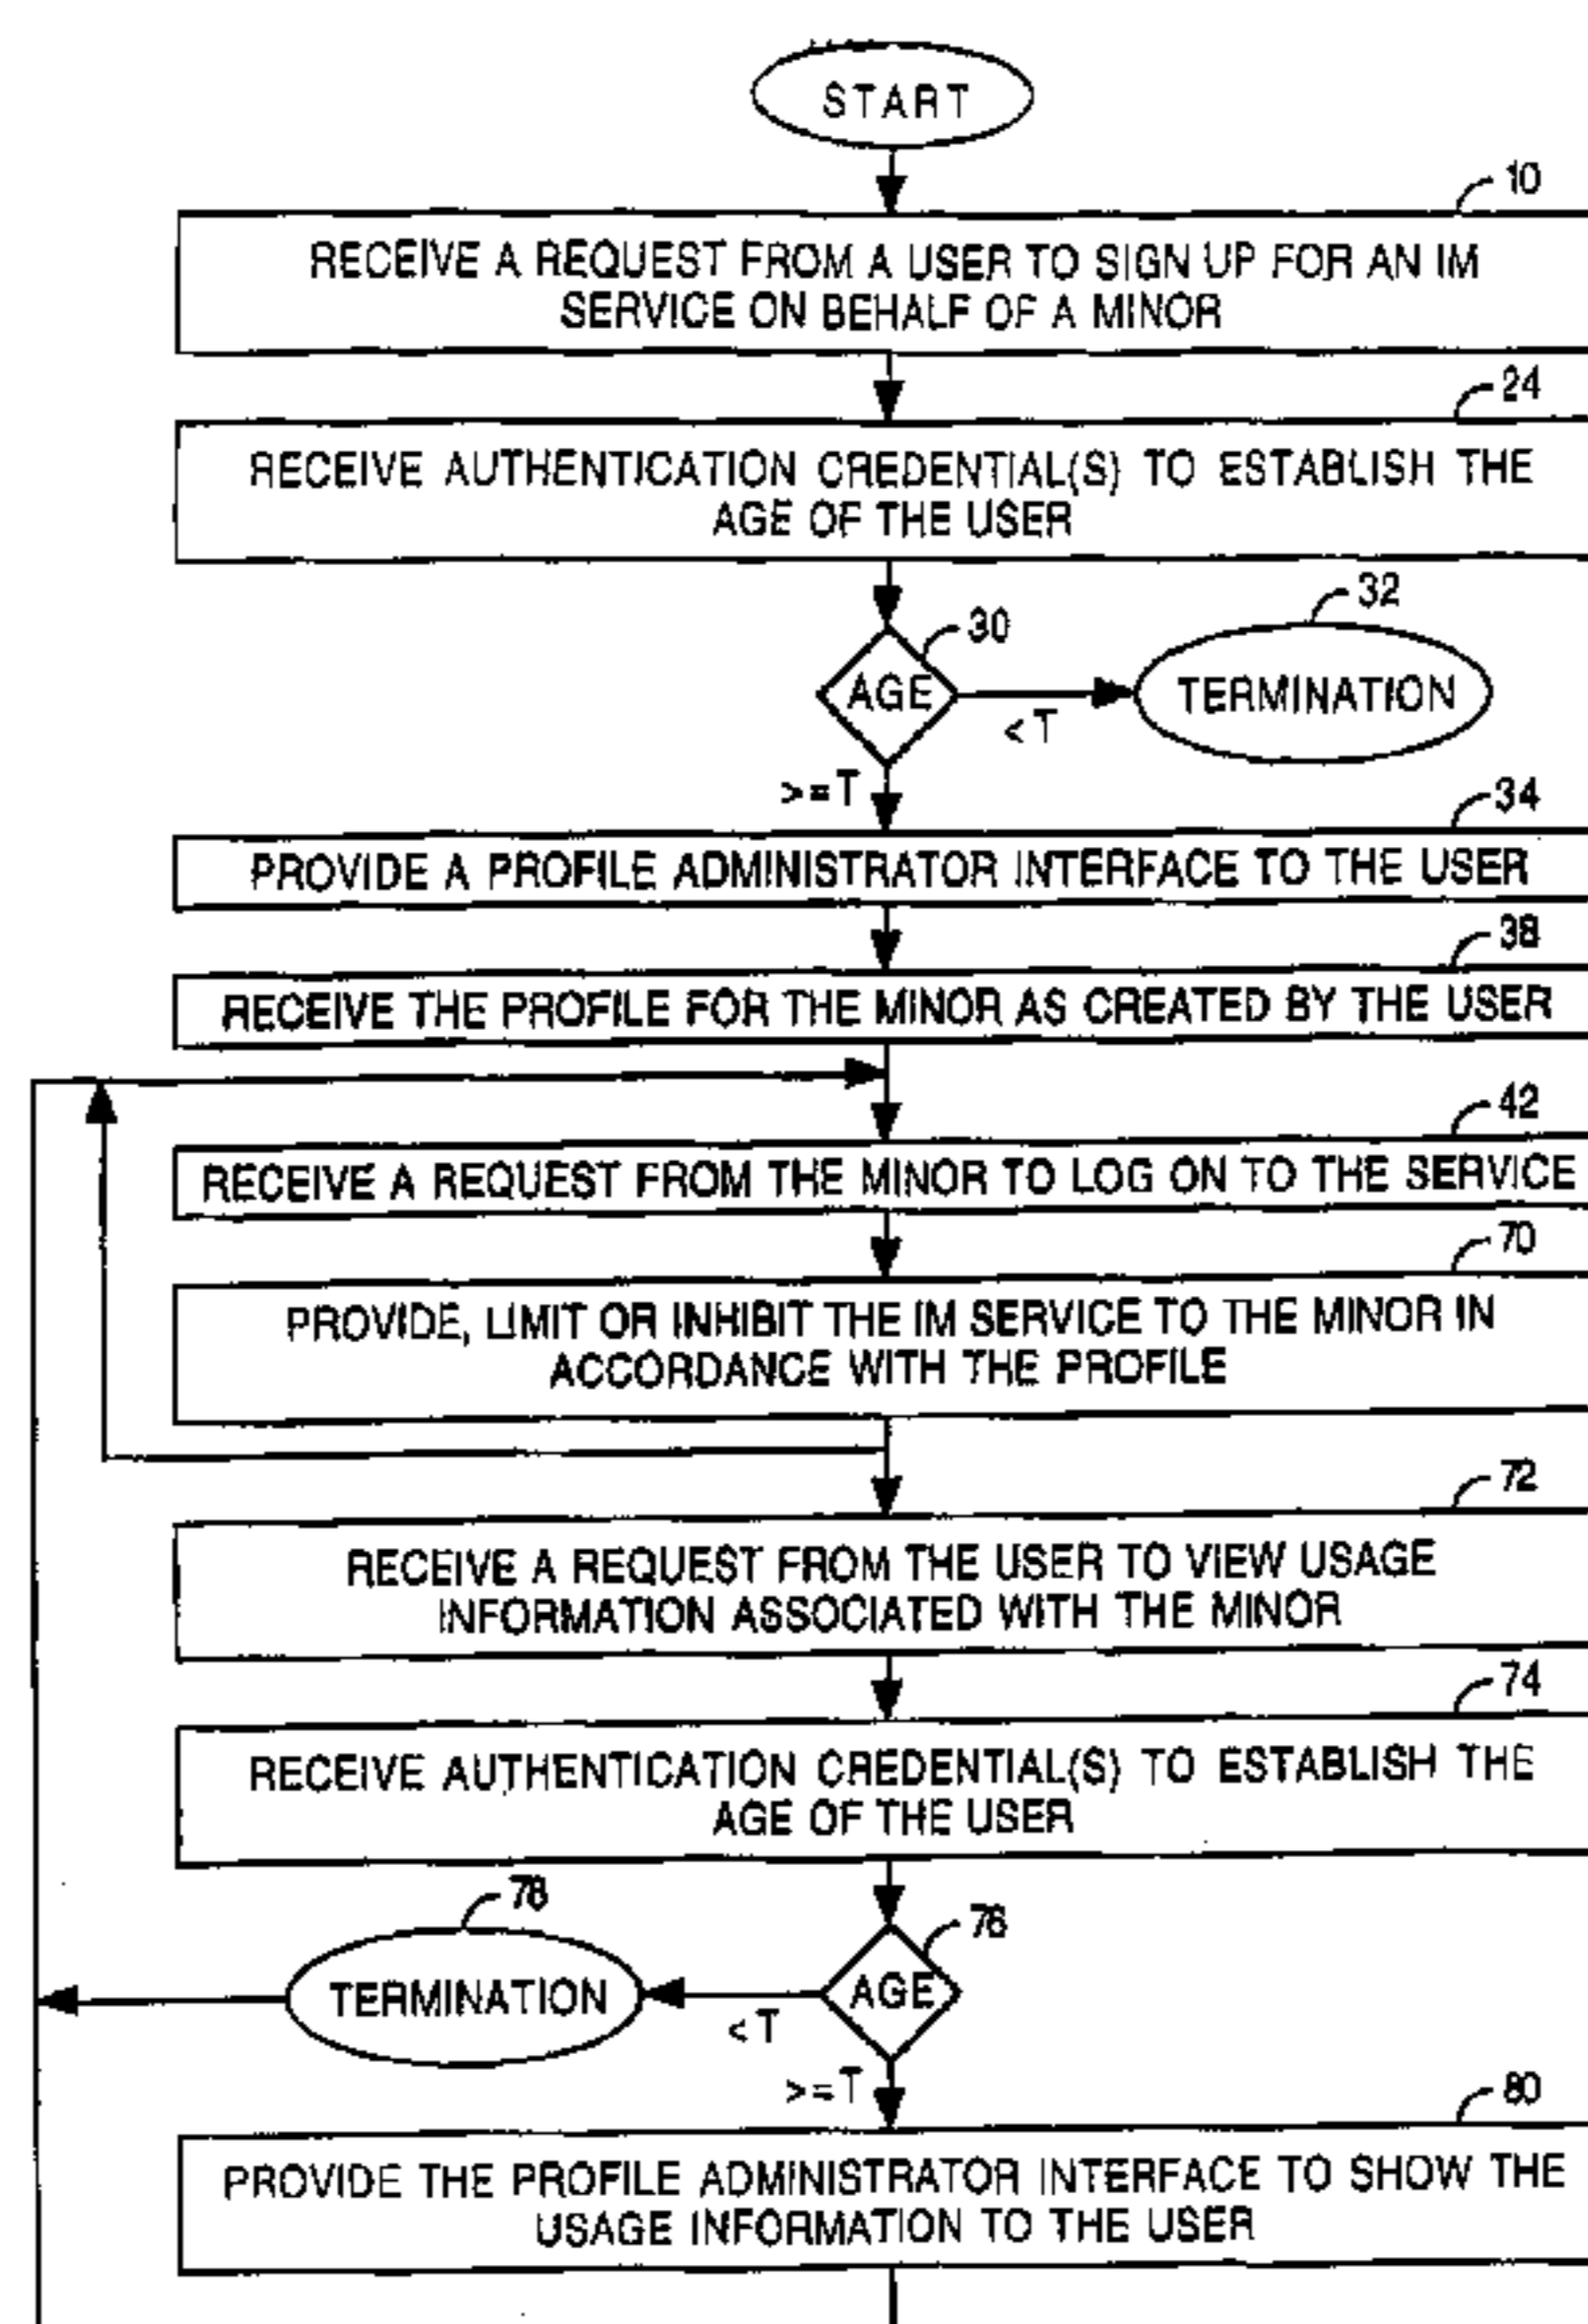 START
10
RECEIVE A REQUEST FROM A USER TO SIGN UP FOR AN IM
SERVICE ON BEHALF OF A MINOR
24
RECEIVE AUTHENTICATION CREDENTIAL(S) TO ESTABLISH THE
AGE OF THE USER
30
32
AGE
TERMINATION
< T
>=T
34
PROVIDE A PROFILE ADMINISTRATOR INTERFACE TO THE USER
38
RECEIVE THE PROFILE FOR THE MINOR AS CREATED BY THE USER
42
RECEIVE A REQUEST FROM THE MINOR TO LOG ON TO THE SERVICE
70
PROVIDE, LIMIT OR INHIBIT THE IM SERVICE TO THE MINOR IN
ACCORDANCE WITH THE PROFILE
72
RECEIVE A REQUEST FROM THE USER TO VIEW USAGE
INFORMATION ASSOCIATED WITH THE MINOR
74
RECEIVE AUTHENTICATION CREDENTIAL(S) TO ESTABLISH THE
AGE OF THE USER
78
76
TERMINATION
AGE
< T
>=T
80
PROVIDE THE PROFILE ADMINISTRATOR INTERFACE TO SHOW THE
USAGE INFORMATION TO THE USER